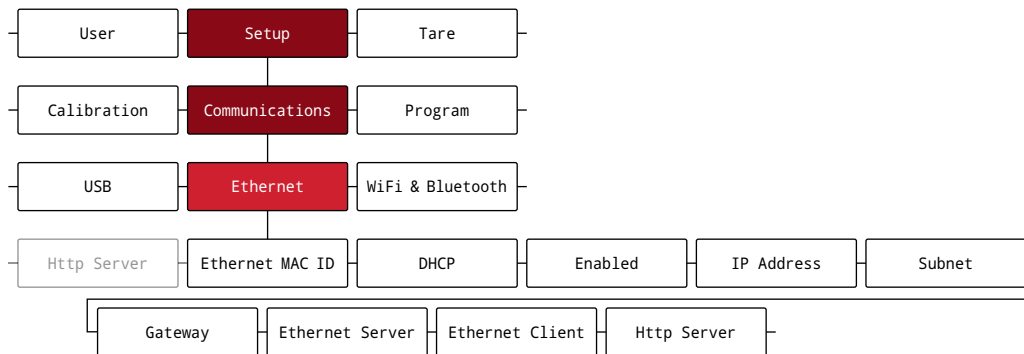 User Setup Tare
Calibration Communications Program
USB Ethernet WiFi & Bluetooth
Http Server Ethernet MAC ID DHCP Enabled IP Address Subnet
Gateway Ethernet Server Ethernet Client Http Server